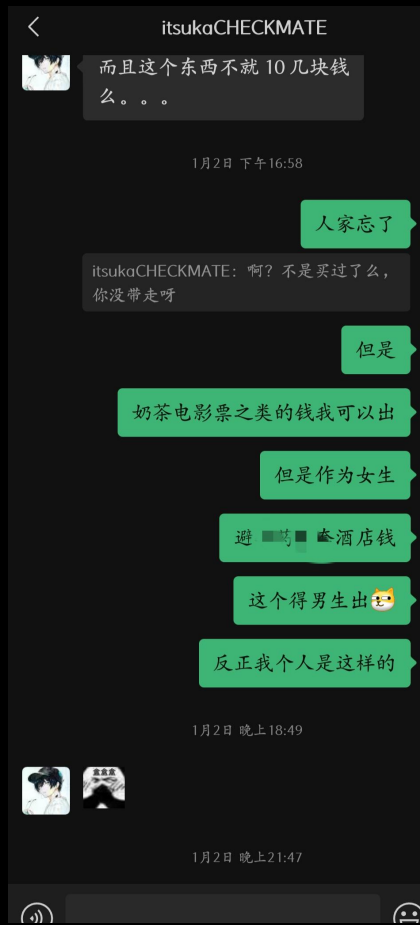 itsukaCHECKMATE
而且这个东西不就 10 几块钱
么。。。
1月2日 下午16:58
人家忘了
itsukaCHECKMATE：啊？不是买过了么，
你没带走呀
但是
奶茶电影票之类的钱我可以出
但是作为女生
避 套酒店钱
这个得男生出
反正我个人是这样的
1月2日 晚上18:49
1月2日 晚上21:47